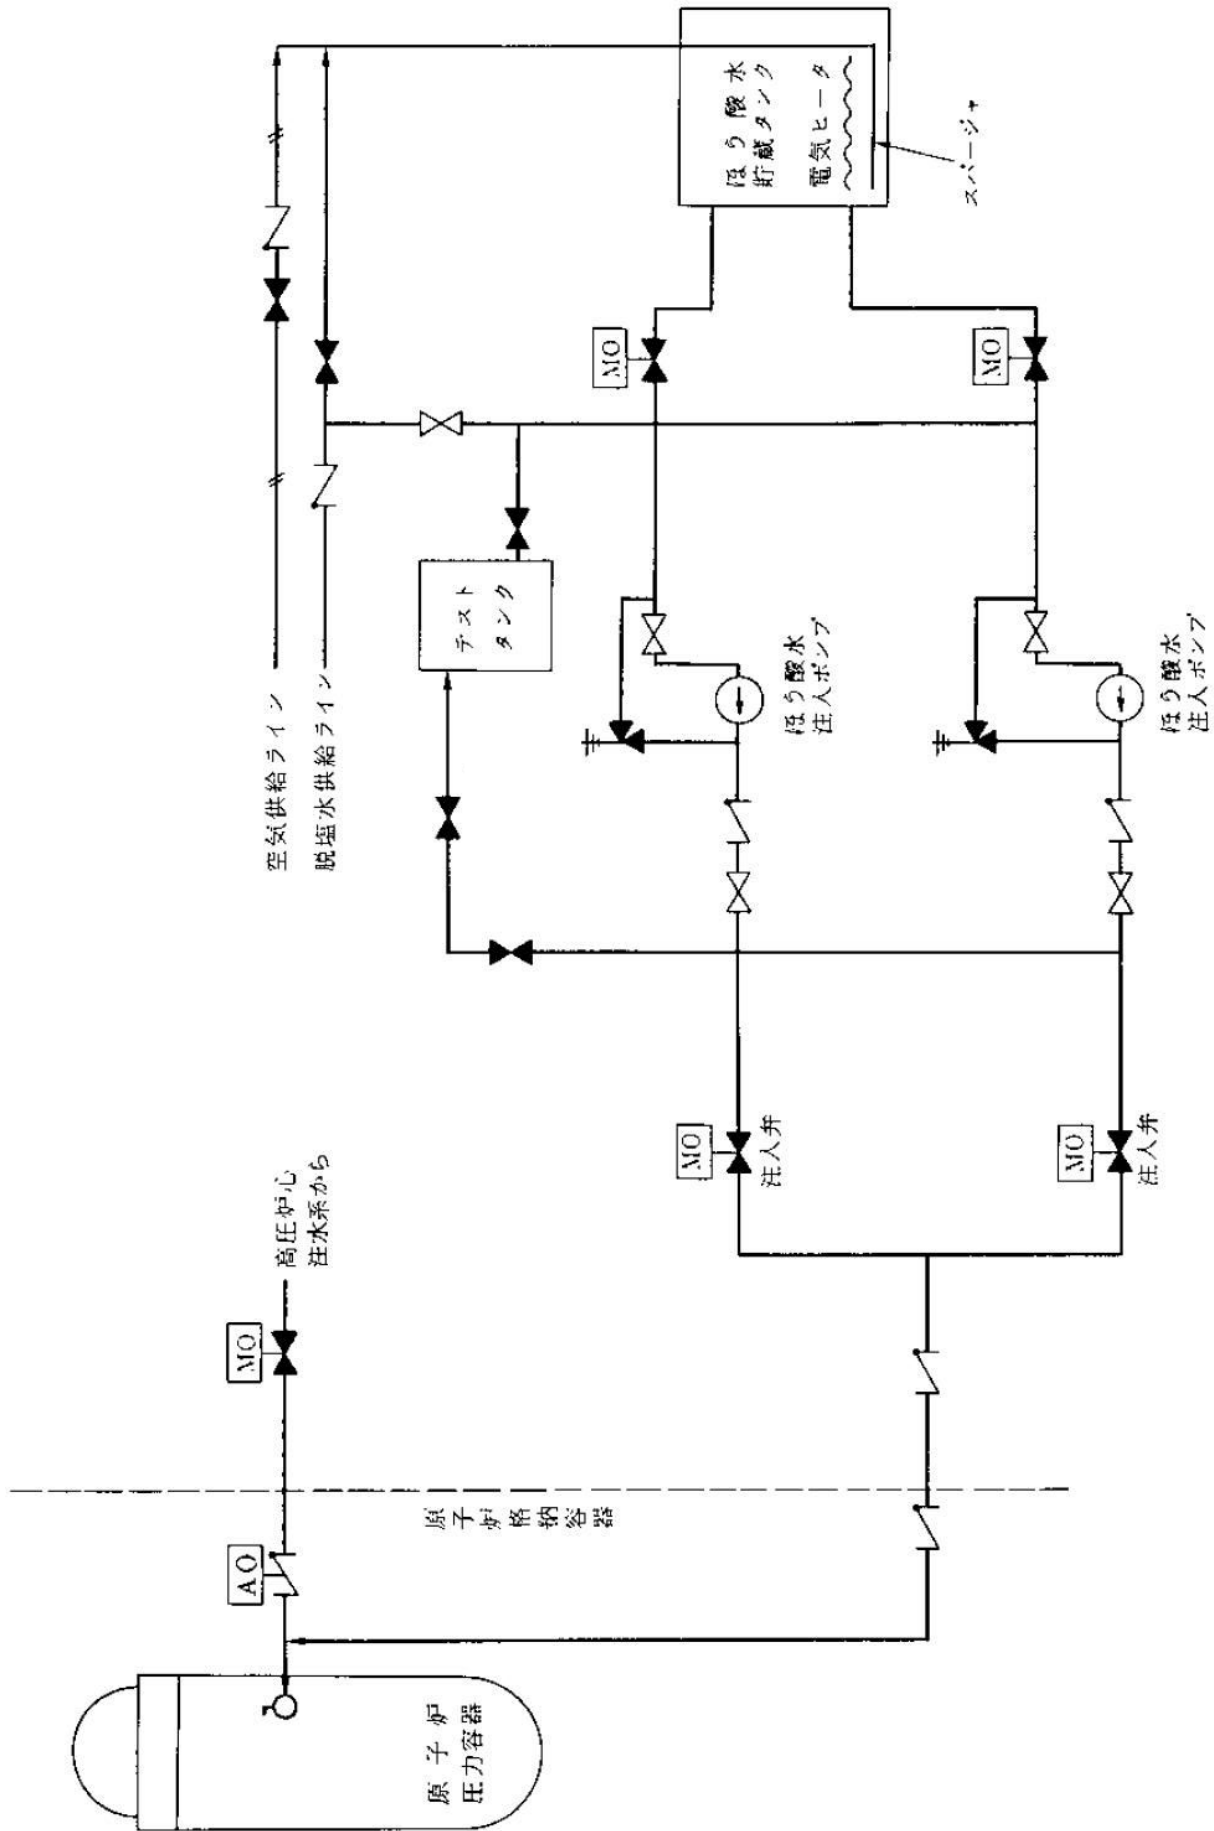 原子炉
圧力容器
AO
MO
高圧炉心
注水系から
原子炉格納容器
空気供給ライン
脱塩水供給ライン
テスト
タンク
MO
注入弁
MO
注入弁
ほう酸水
注入ポンプ
ほう酸水
注入ポンプ
MO
MO
ほう酸水
貯蔵タンク
電気ヒータ
スパージャ